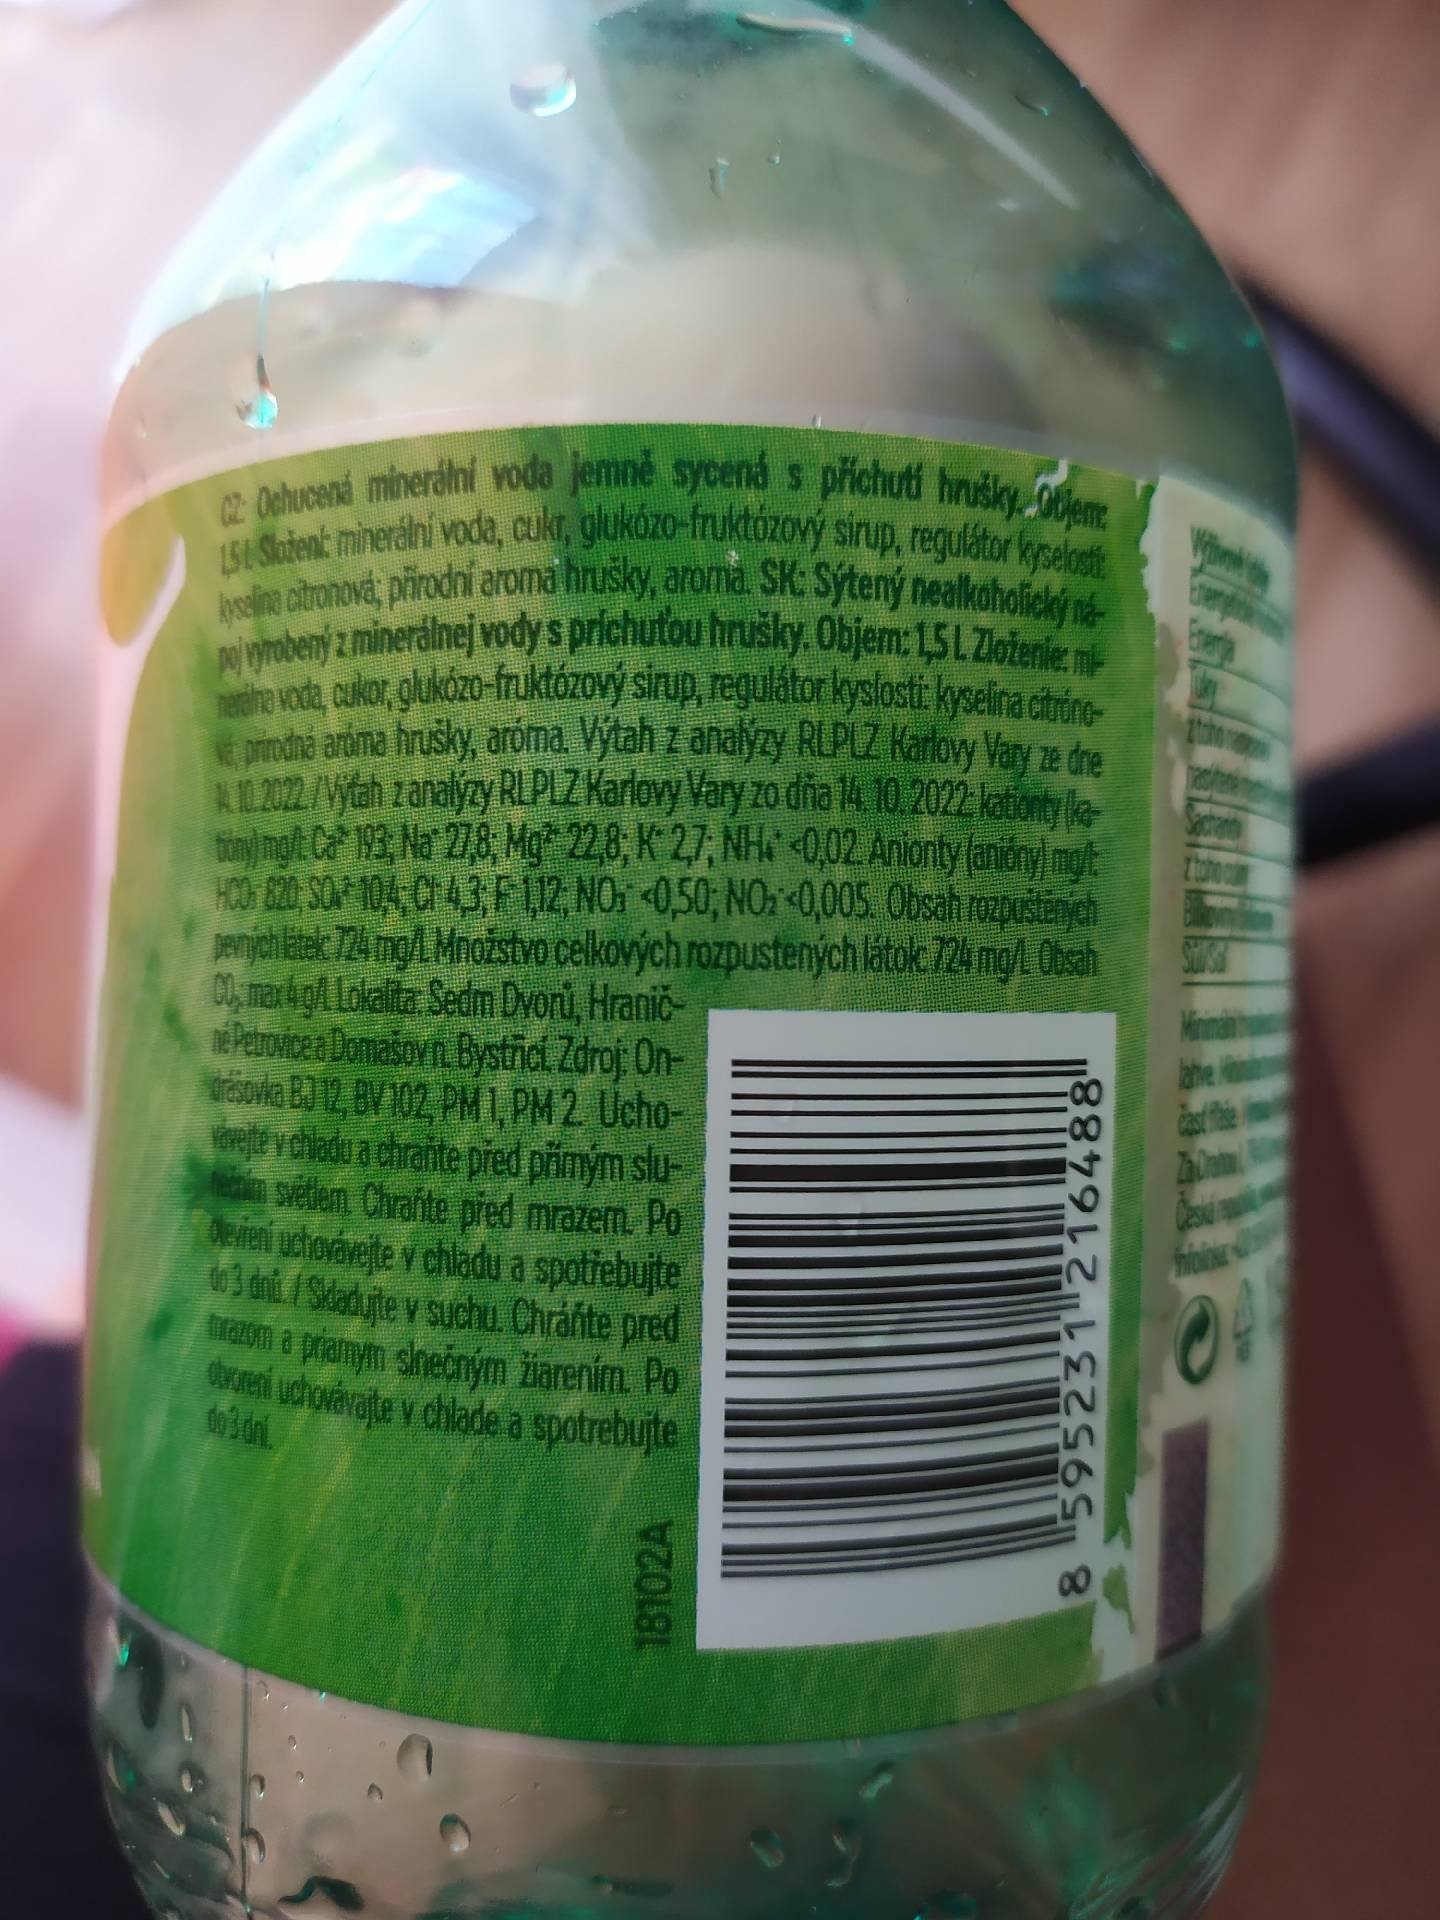 CZ: Ochucená minerální voda jemně sycená s příchutí hrušky. Objem:
1,5 L Složení: minerální voda, cukr, glukózo-fruktózový sirup, regulátor kyselosti:
kyselina citronová; přírodní aroma hrušky, aroma. SK: Sýtený nealkoholický ná-
poj vyrobený z minerálnej vody s príchuťou hrušky. Objem: 1,5 L Zloženie: mi-
nerálna voda, cukor, glukózo-fruktózový sirup, regulátor kyslosti: kyselina citróno-
vá, prírodná aróma hrušky, aróma. Výtah z analýzy RLPLZ Karlovy Vary ze dne
14. 10. 2022 / Výťah z analýzy RLPLZ Karlovy Vary zo dňa 14. 10. 2022: kationty (ka-
tióny) mg/l: Ca²⁺ 193; Na⁺ 27,8; Mg²⁺ 22,8; K⁺ 2,7; NH₄⁺ <0,02. Anionty (anióny) mg/l:
HCO₃⁻ 820; SO₄²⁻ 10,4; Cl⁻ 4,3; F⁻ 1,12; NO₃⁻ <0,50; NO₂⁻ <0,005. Obsah rozpuštěných
pevných látek: 724 mg/l. Množstvo celkových rozpustených látok: 724 mg/l. Obsah
CO₂: max 4 g/l. Lokalita: Sedm Dvorů, Hranič-
né Petrovice a Domašov n. Bystřicí. Zdroj: On-
drášovka BJ 12, BV 102, PM 1, PM 2. Ucho-
vávejte v chladu a chraňte před přímým slu-
nečním světlem. Chraňte před mrazem. Po
otevření uchovávejte v chladu a spotřebujte
do 3 dnů. / Skladujte v suchu. Chráňte pred
mrazom a priamym slnečným žiarením. Po
otvorení uchovávajte v chlade a spotrebujte
do 3 dní.
18102A
8 595231 216488
Energia
Tuky
z toho
Sacharidy
z toho cukry
Sůl/Soľ
Minimální